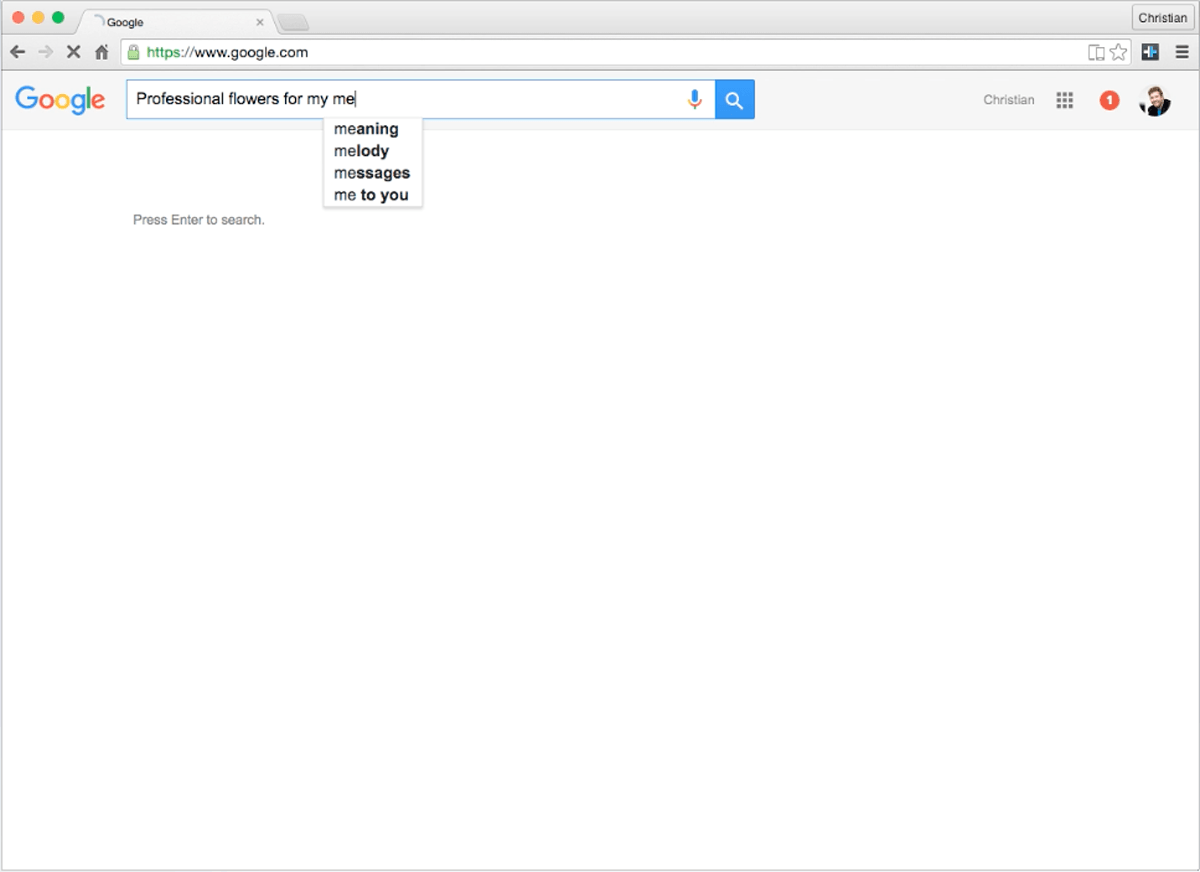 Google
Christian
https://www.google.com
Google
Professional flowers for my me
Christian
1
meaning
melody
messages
me to you
Press Enter to search.